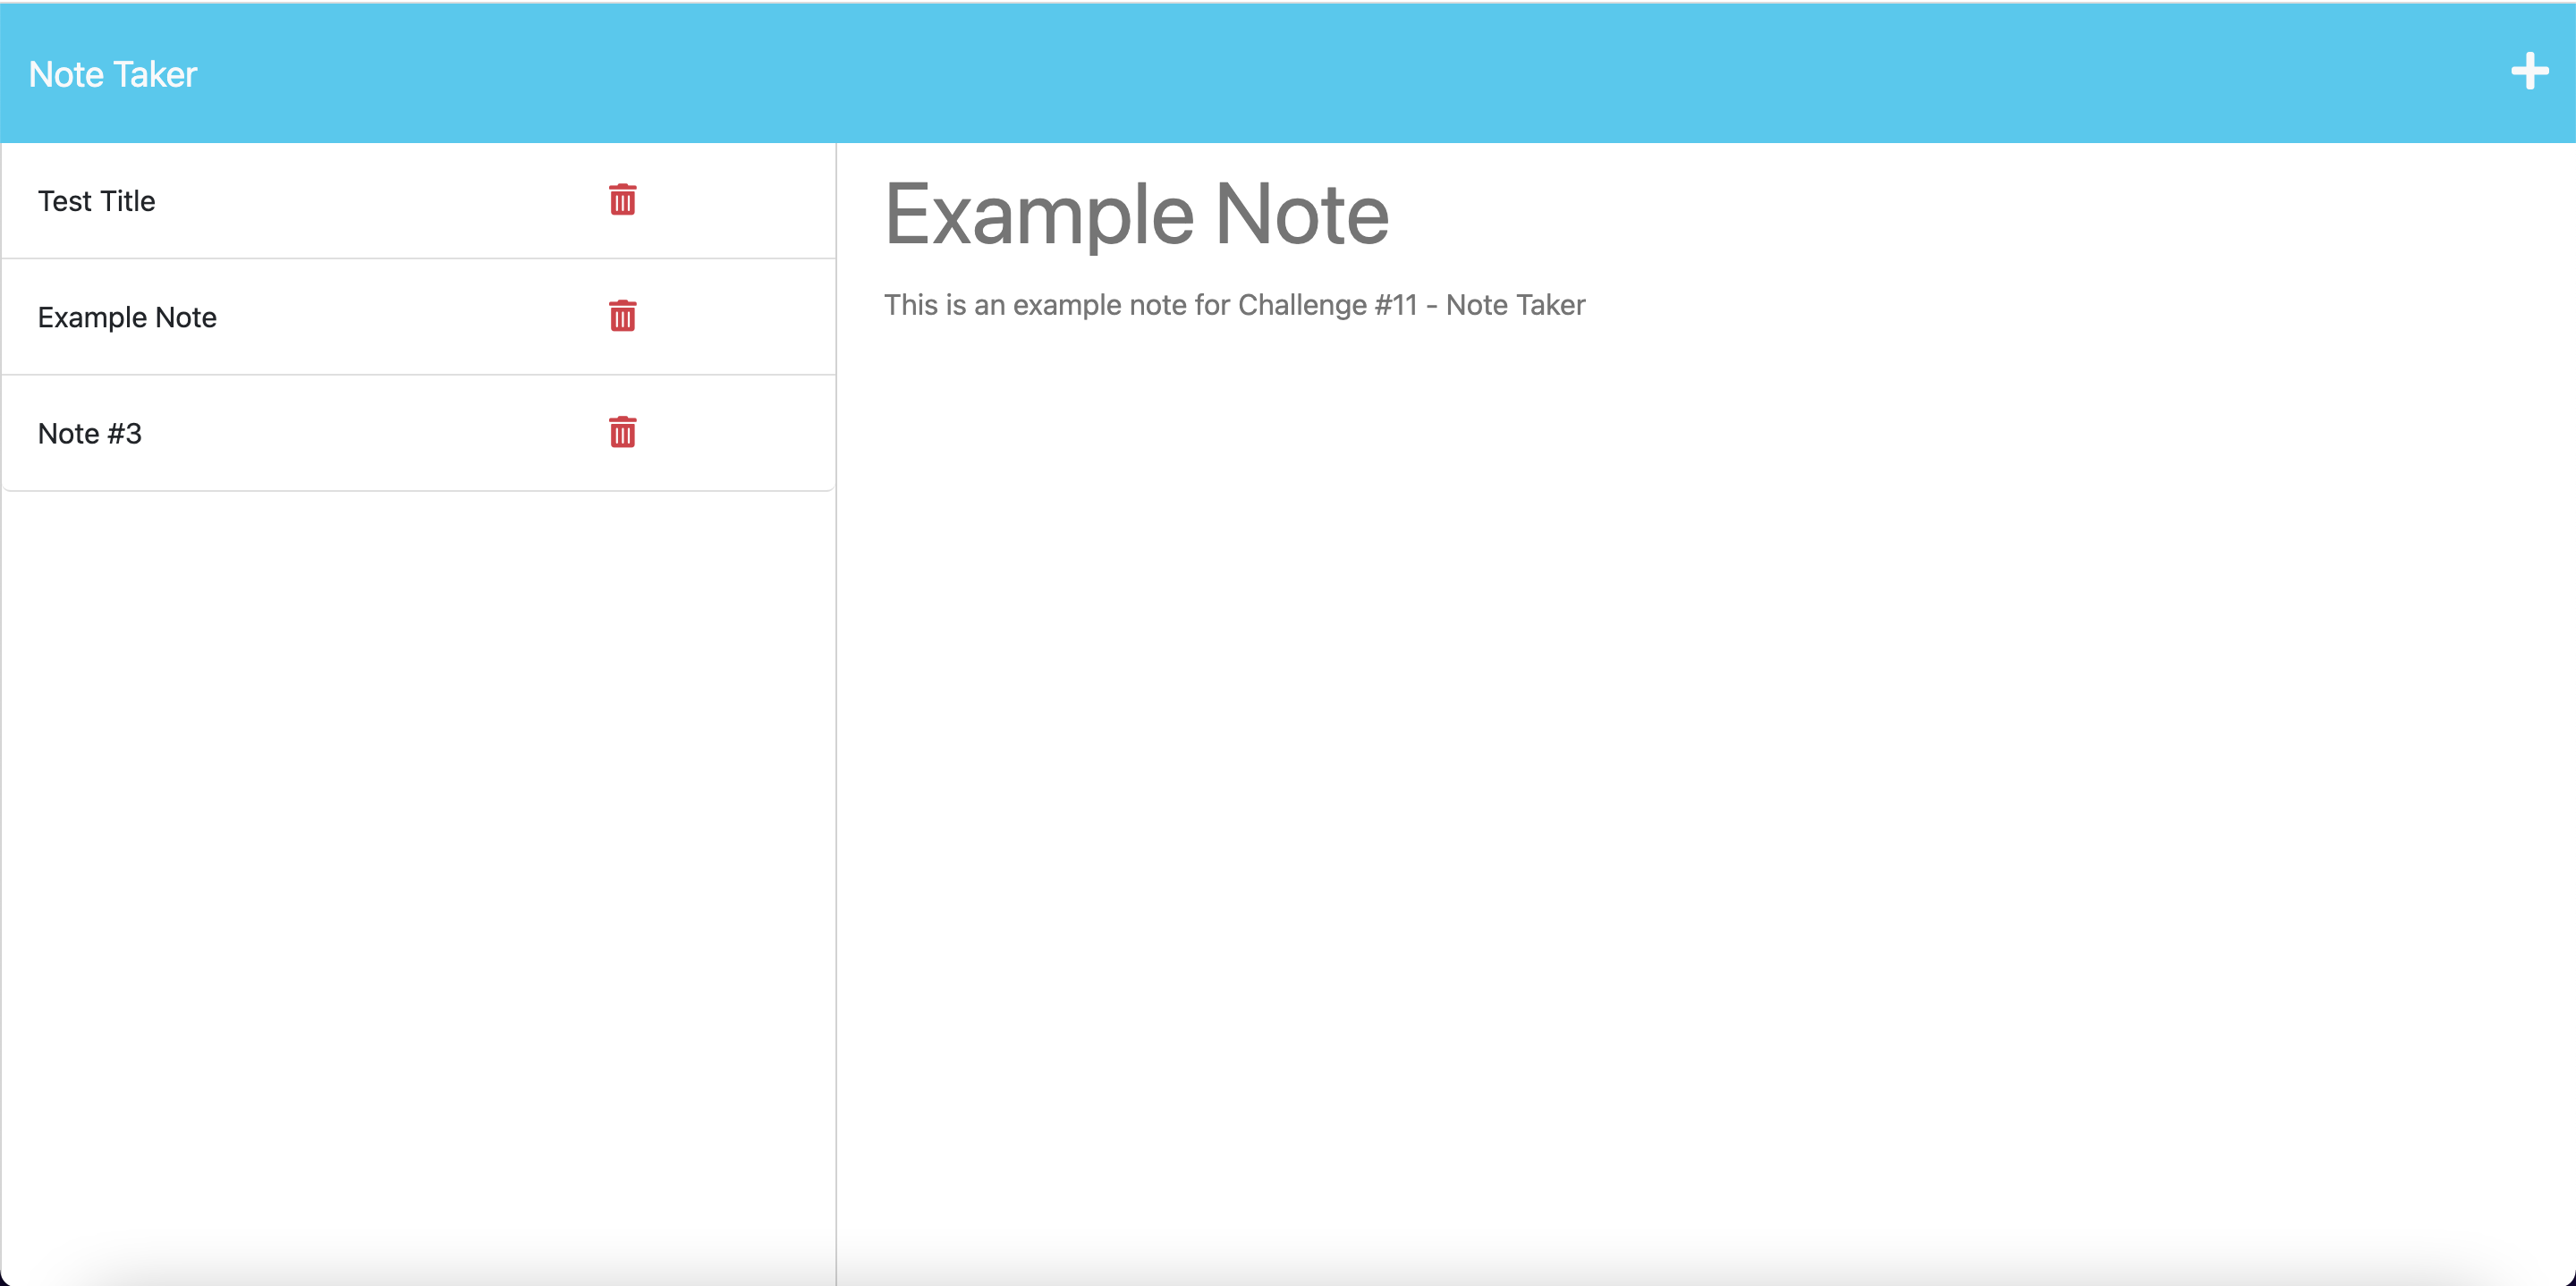 Note Taker
Test Title
Example Note
Note #3
Example Note
This is an example note for Challenge #11 - Note Taker